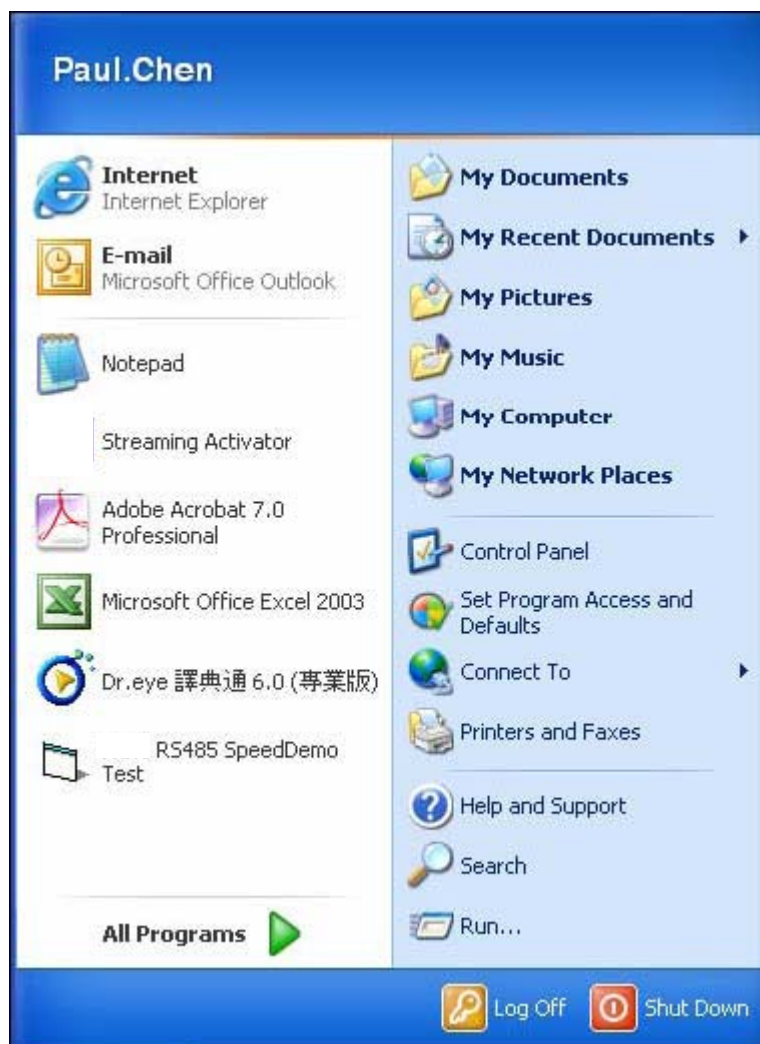 Paul.Chen
Internet
Internet Explorer
E-mail
Microsoft Office Outlook
Notepad
Streaming Activator
Adobe Acrobat 7.0
Professional
Microsoft Office Excel 2003
Dr.eye 譯典通 6.0 (專業版)
RS485 SpeedDemo
Test
All Programs
My Documents
My Recent Documents
My Pictures
My Music
My Computer
My Network Places
Control Panel
Set Program Access and
Defaults
Connect To
Printers and Faxes
Help and Support
Search
Run...
Log Off
Shut Down